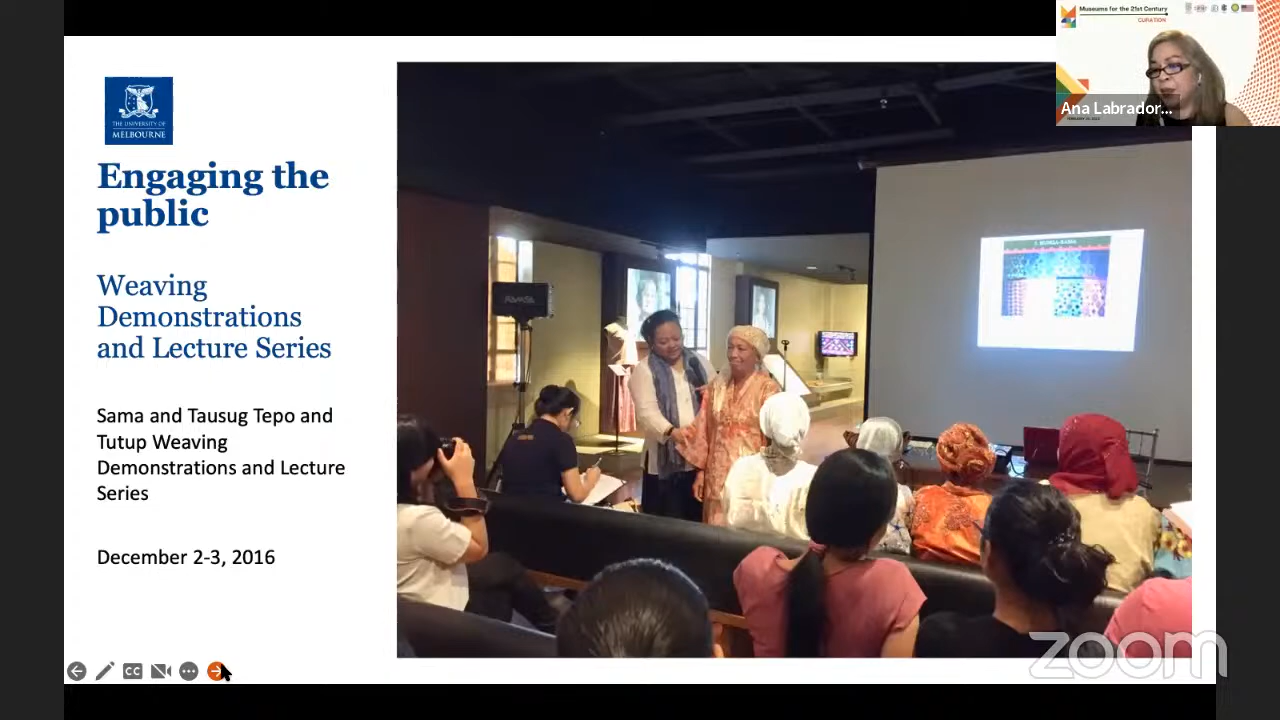 Museums for the 21st Century
CURATION
Ana Labrador...
THE UNIVERSITY OF
MELBOURNE
Engaging the
public
Weaving
Demonstrations
and Lecture Series
Sama and Tausug Tepo and
Tutup Weaving
Demonstrations and Lecture
Series
December 2-3, 2016
CC
zoom